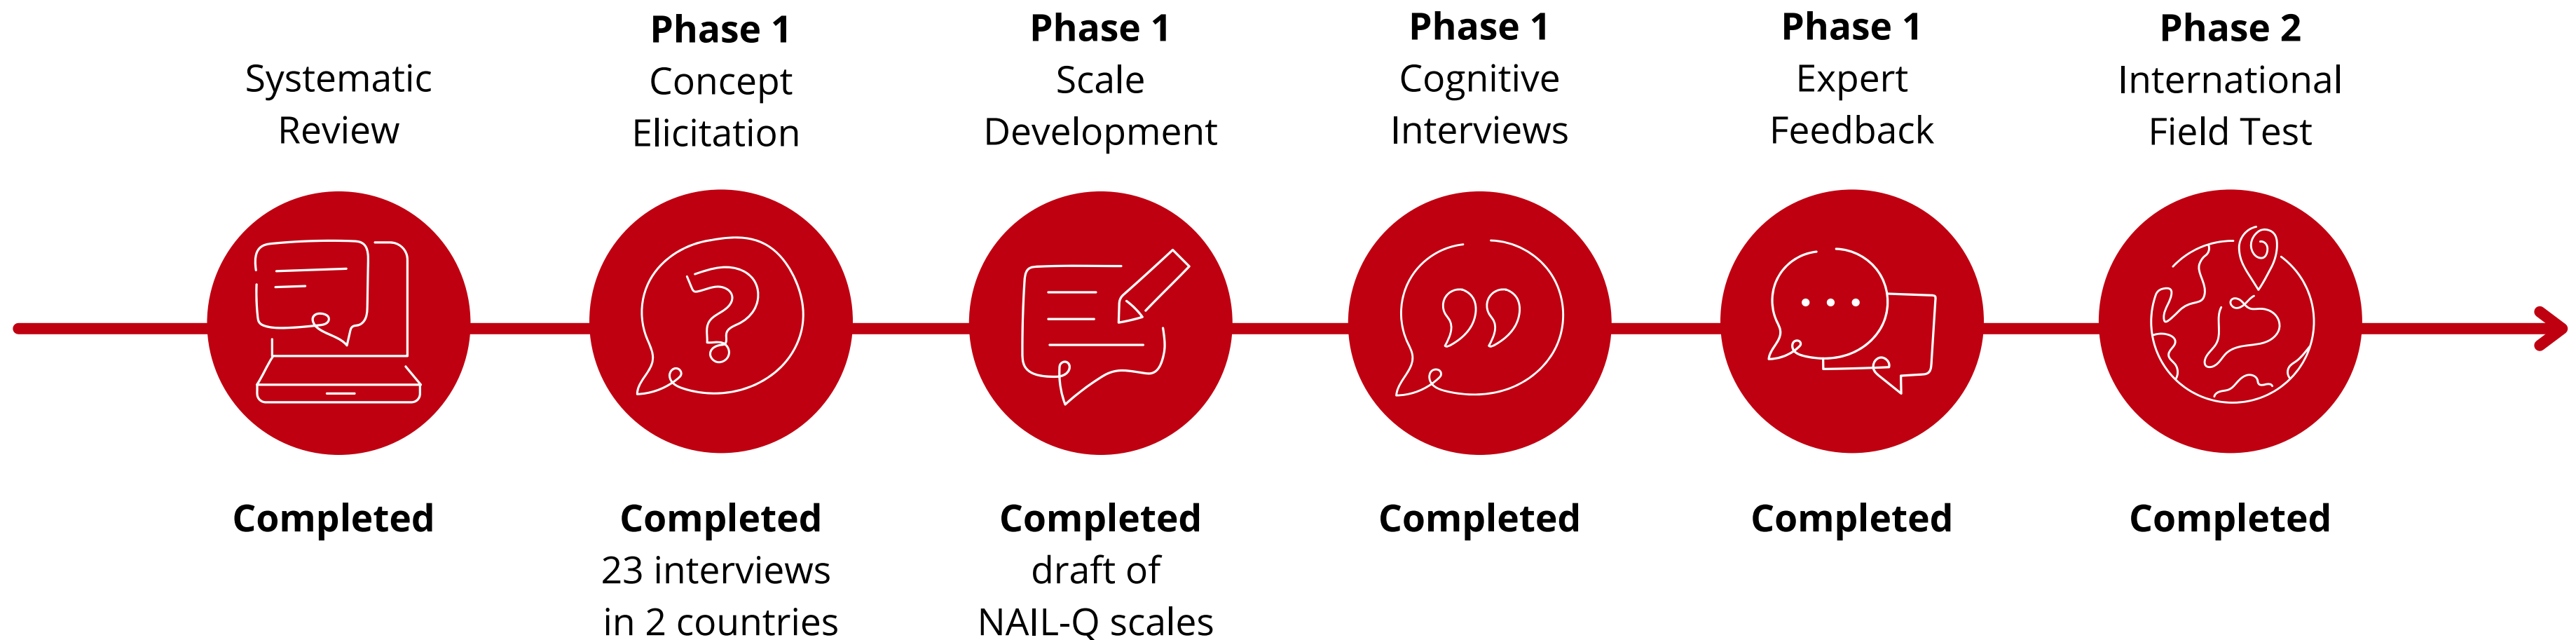 Systematic
Review
Completed
Phase 1
Concept
Elicitation
Completed
23 interviews
in 2 countries
Phase 1
Scale
Development
Completed
draft of
NAIL-Q scales
Phase 1
Cognitive
Interviews
Completed
Phase 1
Expert
Feedback
Completed
Phase 2
International
Field Test
Completed